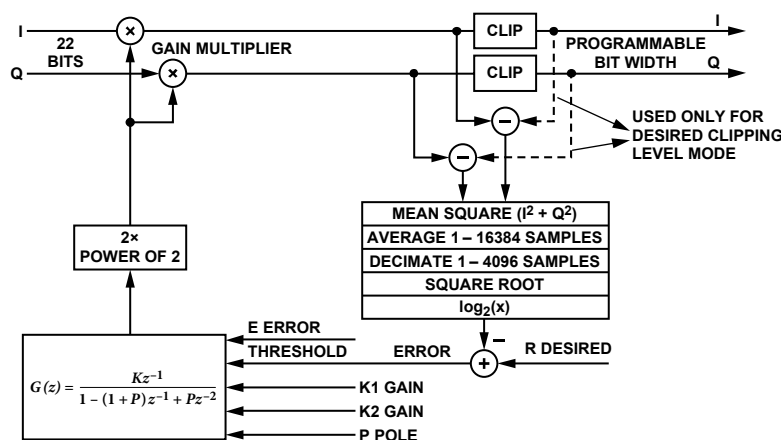 I
22
BITS
Q
×
GAIN MULTIPLIER
×
CLIP
I
PROGRAMMABLE
BIT WIDTH
CLIP
Q
–
–
USED ONLY FOR
DESIRED CLIPPING
LEVEL MODE
MEAN SQUARE (I² + Q²)
AVERAGE 1 – 16384 SAMPLES
DECIMATE 1 – 4096 SAMPLES
SQUARE ROOT
log₂(x)
2×
POWER OF 2
–
+
R DESIRED
ERROR
E ERROR
THRESHOLD
K1 GAIN
K2 GAIN
P POLE
G(z) = Kz⁻¹ / 1 – (1 + P)z⁻¹ + Pz⁻²